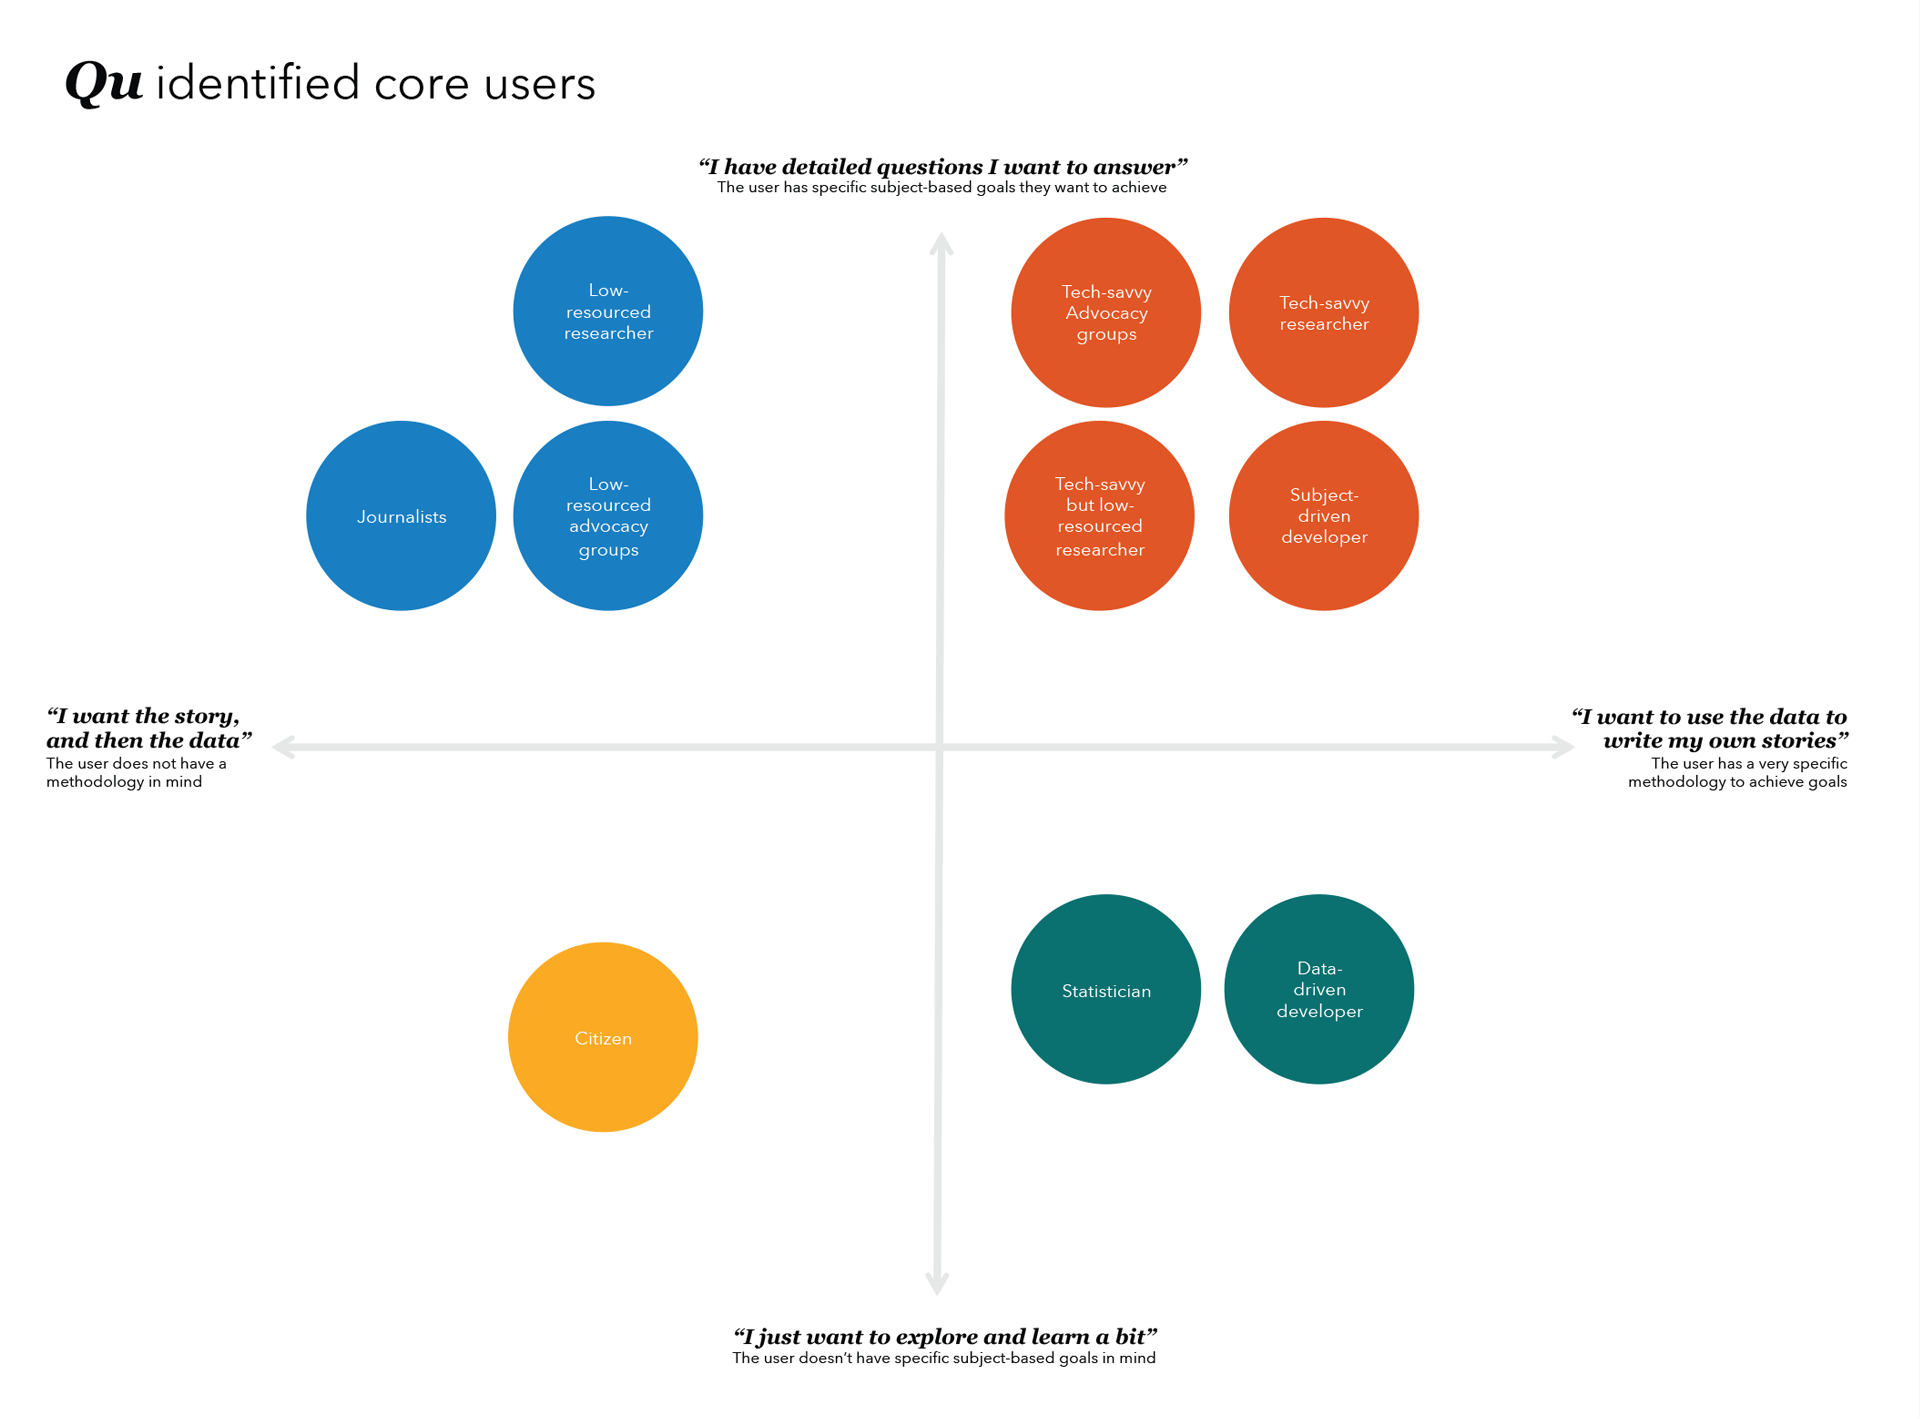 Qu identified core users
“I have detailed questions I want to answer”
The user has specific subject-based goals they want to achieve
Low-
resourced
researcher
Tech-savvy
Advocacy
groups
Tech-savvy
researcher
Journalists
Low-
resourced
advocacy
groups
Tech-savvy
but low-
resourced
researcher
Subject-
driven
developer
“I want the story,
and then the data”
The user does not have a
methodology in mind
“I want to use the data to
write my own stories”
The user has a very specific
methodology to achieve goals
Citizen
Statistician
Data-
driven
developer
“I just want to explore and learn a bit”
The user doesn’t have specific subject-based goals in mind